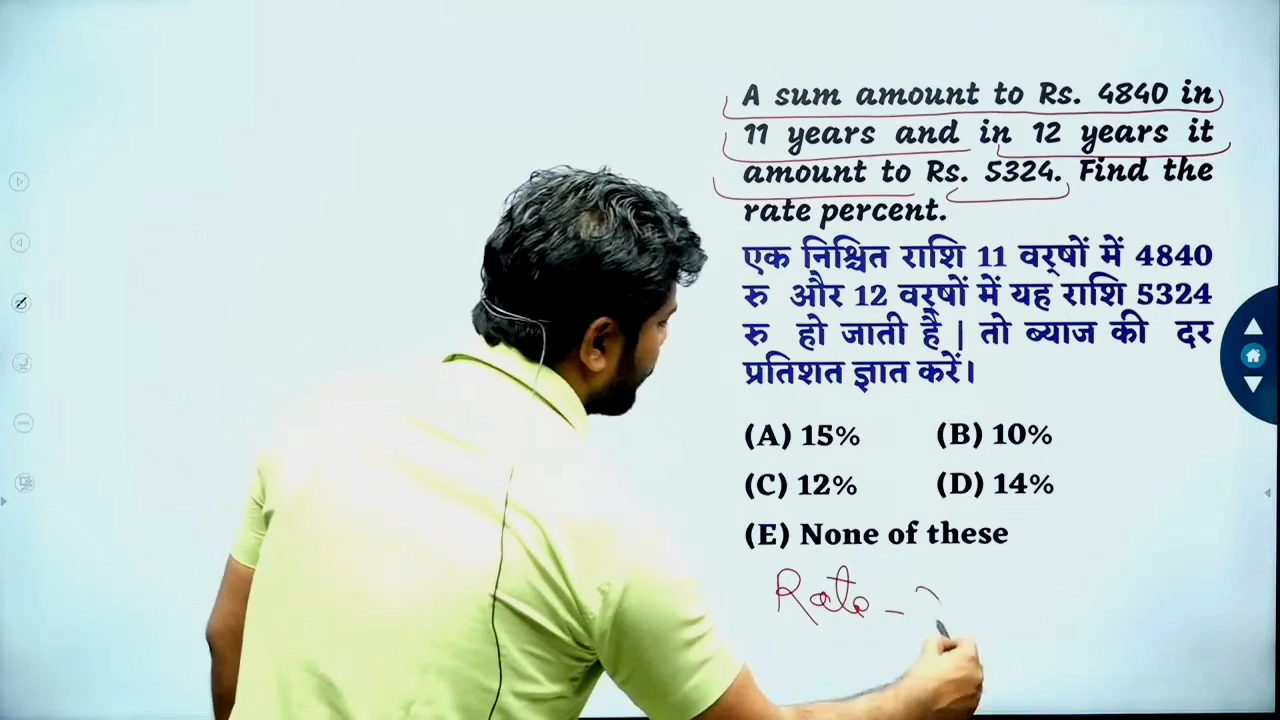 A sum amount to Rs. 4840 in
11 years and in 12 years it
amount to Rs. 5324. Find the
rate percent.
एक निश्चित राशि 11 वर्षों में 4840
रु और 12 वर्षों में यह राशि 5324
रु हो जाती है | तो ब्याज की दर
प्रतिशत ज्ञात करें।
(A) 15% (B) 10%
(C) 12% (D) 14%
(E) None of these
Rate -